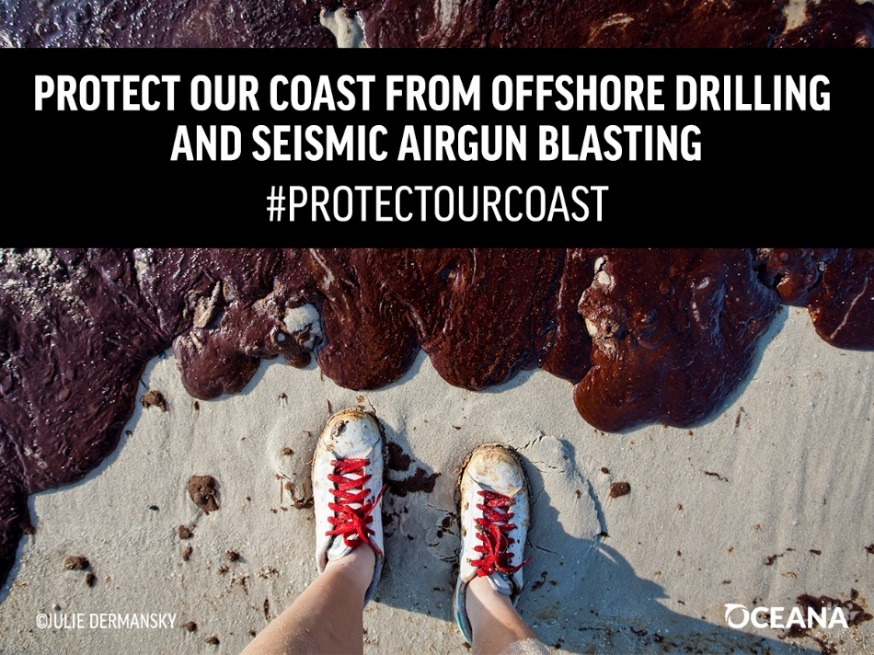 PROTECT OUR COAST FROM OFFSHORE DRILLING
AND SEISMIC AIRGUN BLASTING
#PROTECTOURCOAST
©JULIE DERMANSKY
OCEANA